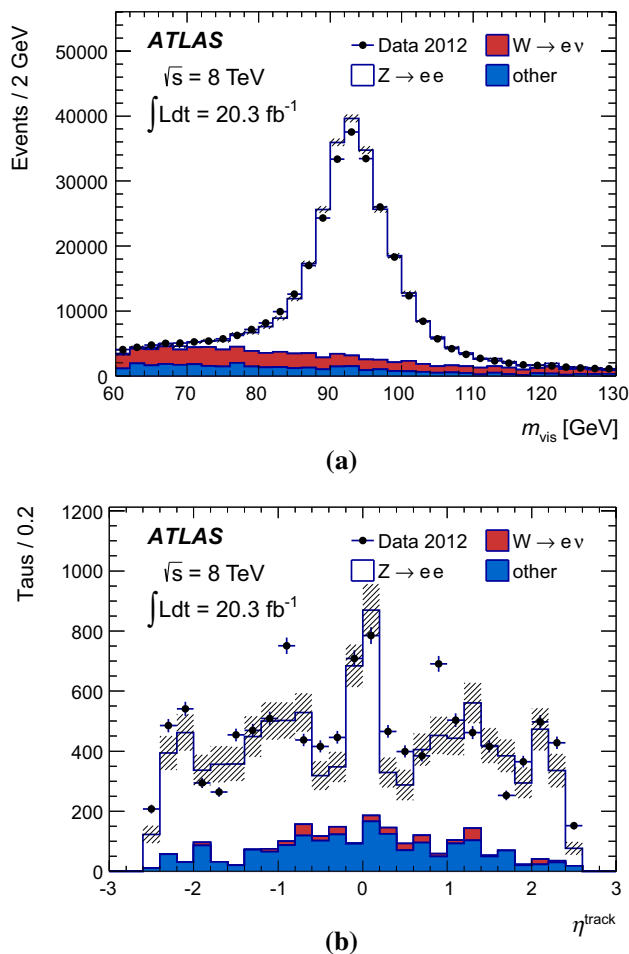 Events / 2 GeV
50000
40000
30000
20000
10000
0
ATLAS
√s = 8 TeV
∫Ldt = 20.3 fb⁻¹
Data 2012
W → e ν
Z → e e
other
60 70 80 90 100 110 120 130
m_vis [GeV]
(a)
Taus / 0.2
1200
1000
800
600
400
200
0
ATLAS
√s = 8 TeV
∫Ldt = 20.3 fb⁻¹
Data 2012
W → e ν
Z → e e
other
-3 -2 -1 0 1 2 3
η^track
(b)